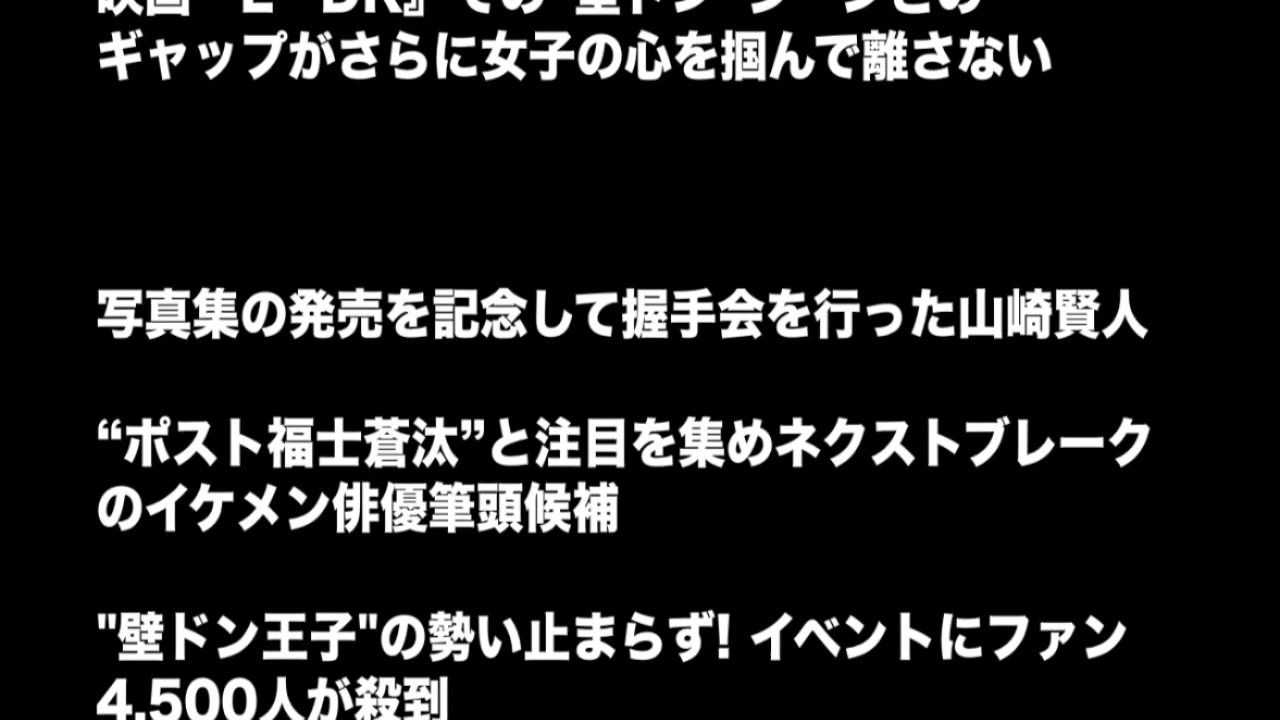 ギャップがさらに女子の心を掴んで離さない
写真集の発売を記念して握手会を行った山崎賢人
“ポスト福士蒼汰”と注目を集めネクストブレーク
のイケメン俳優筆頭候補
"壁ドン王子"の勢い止まらず! イベントにファン
4,500人が殺到